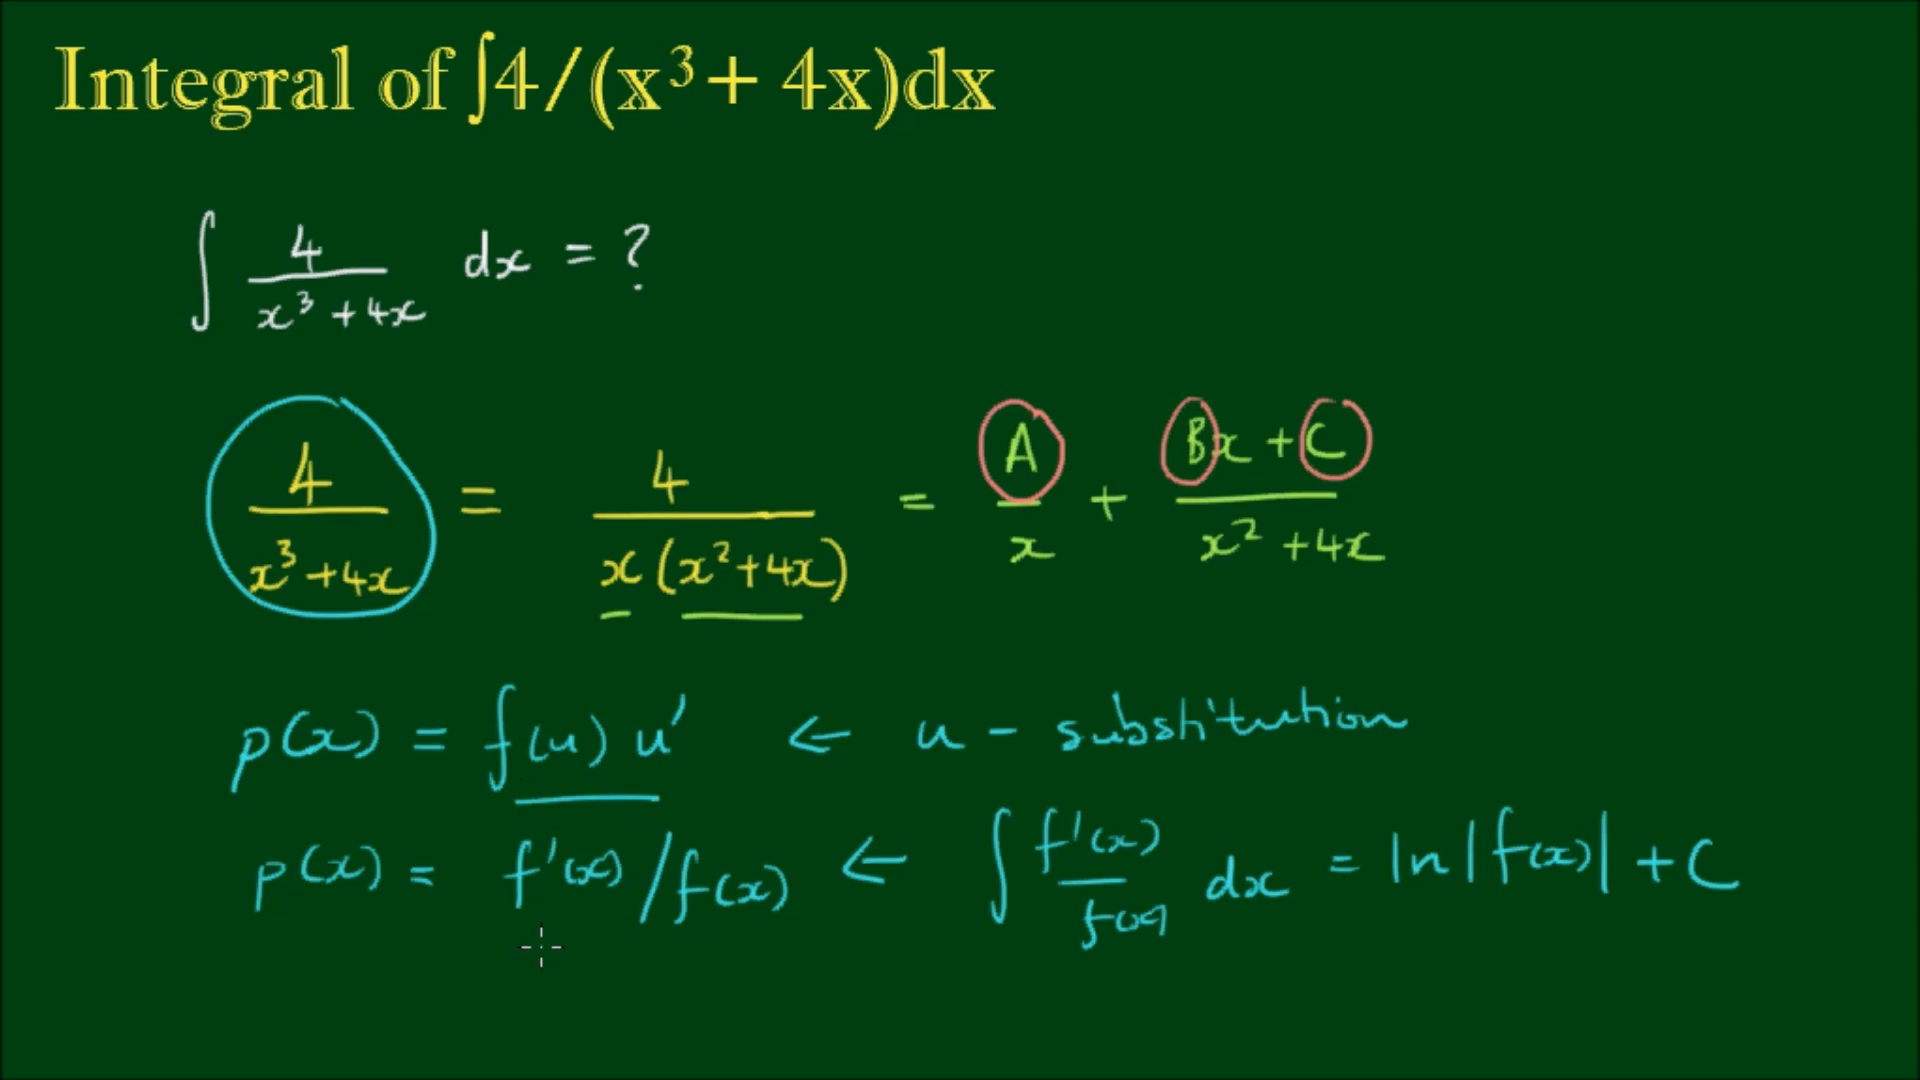 Integral of ∫4/(x³+ 4x)dx
∫ 4/(x³ + 4x) dx = ?
4/(x³ + 4x) = 4/(x(x² + 4x)) = A/x + (Bx + C)/(x² + 4x)
p(x) = f(u) u' ← u - substitution
p(x) = f'(x)/f(x) ← ∫ f'(x)/f(x) dx = ln|f(x)| + C